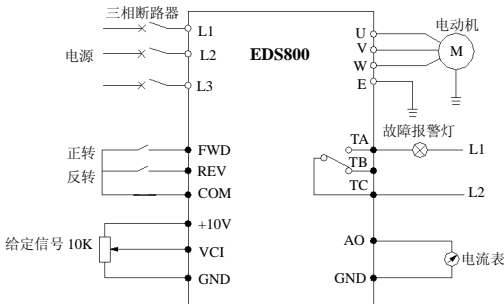 三相断路器
L1
电源
L2
L3
EDS800
U
V
W
E
电动机
M
正转
FWD
反转
REV
COM
故障报警灯
TA
L1
TB
TC
L2
给定信号 10K
+10V
VCI
GND
AO
电流表
GND